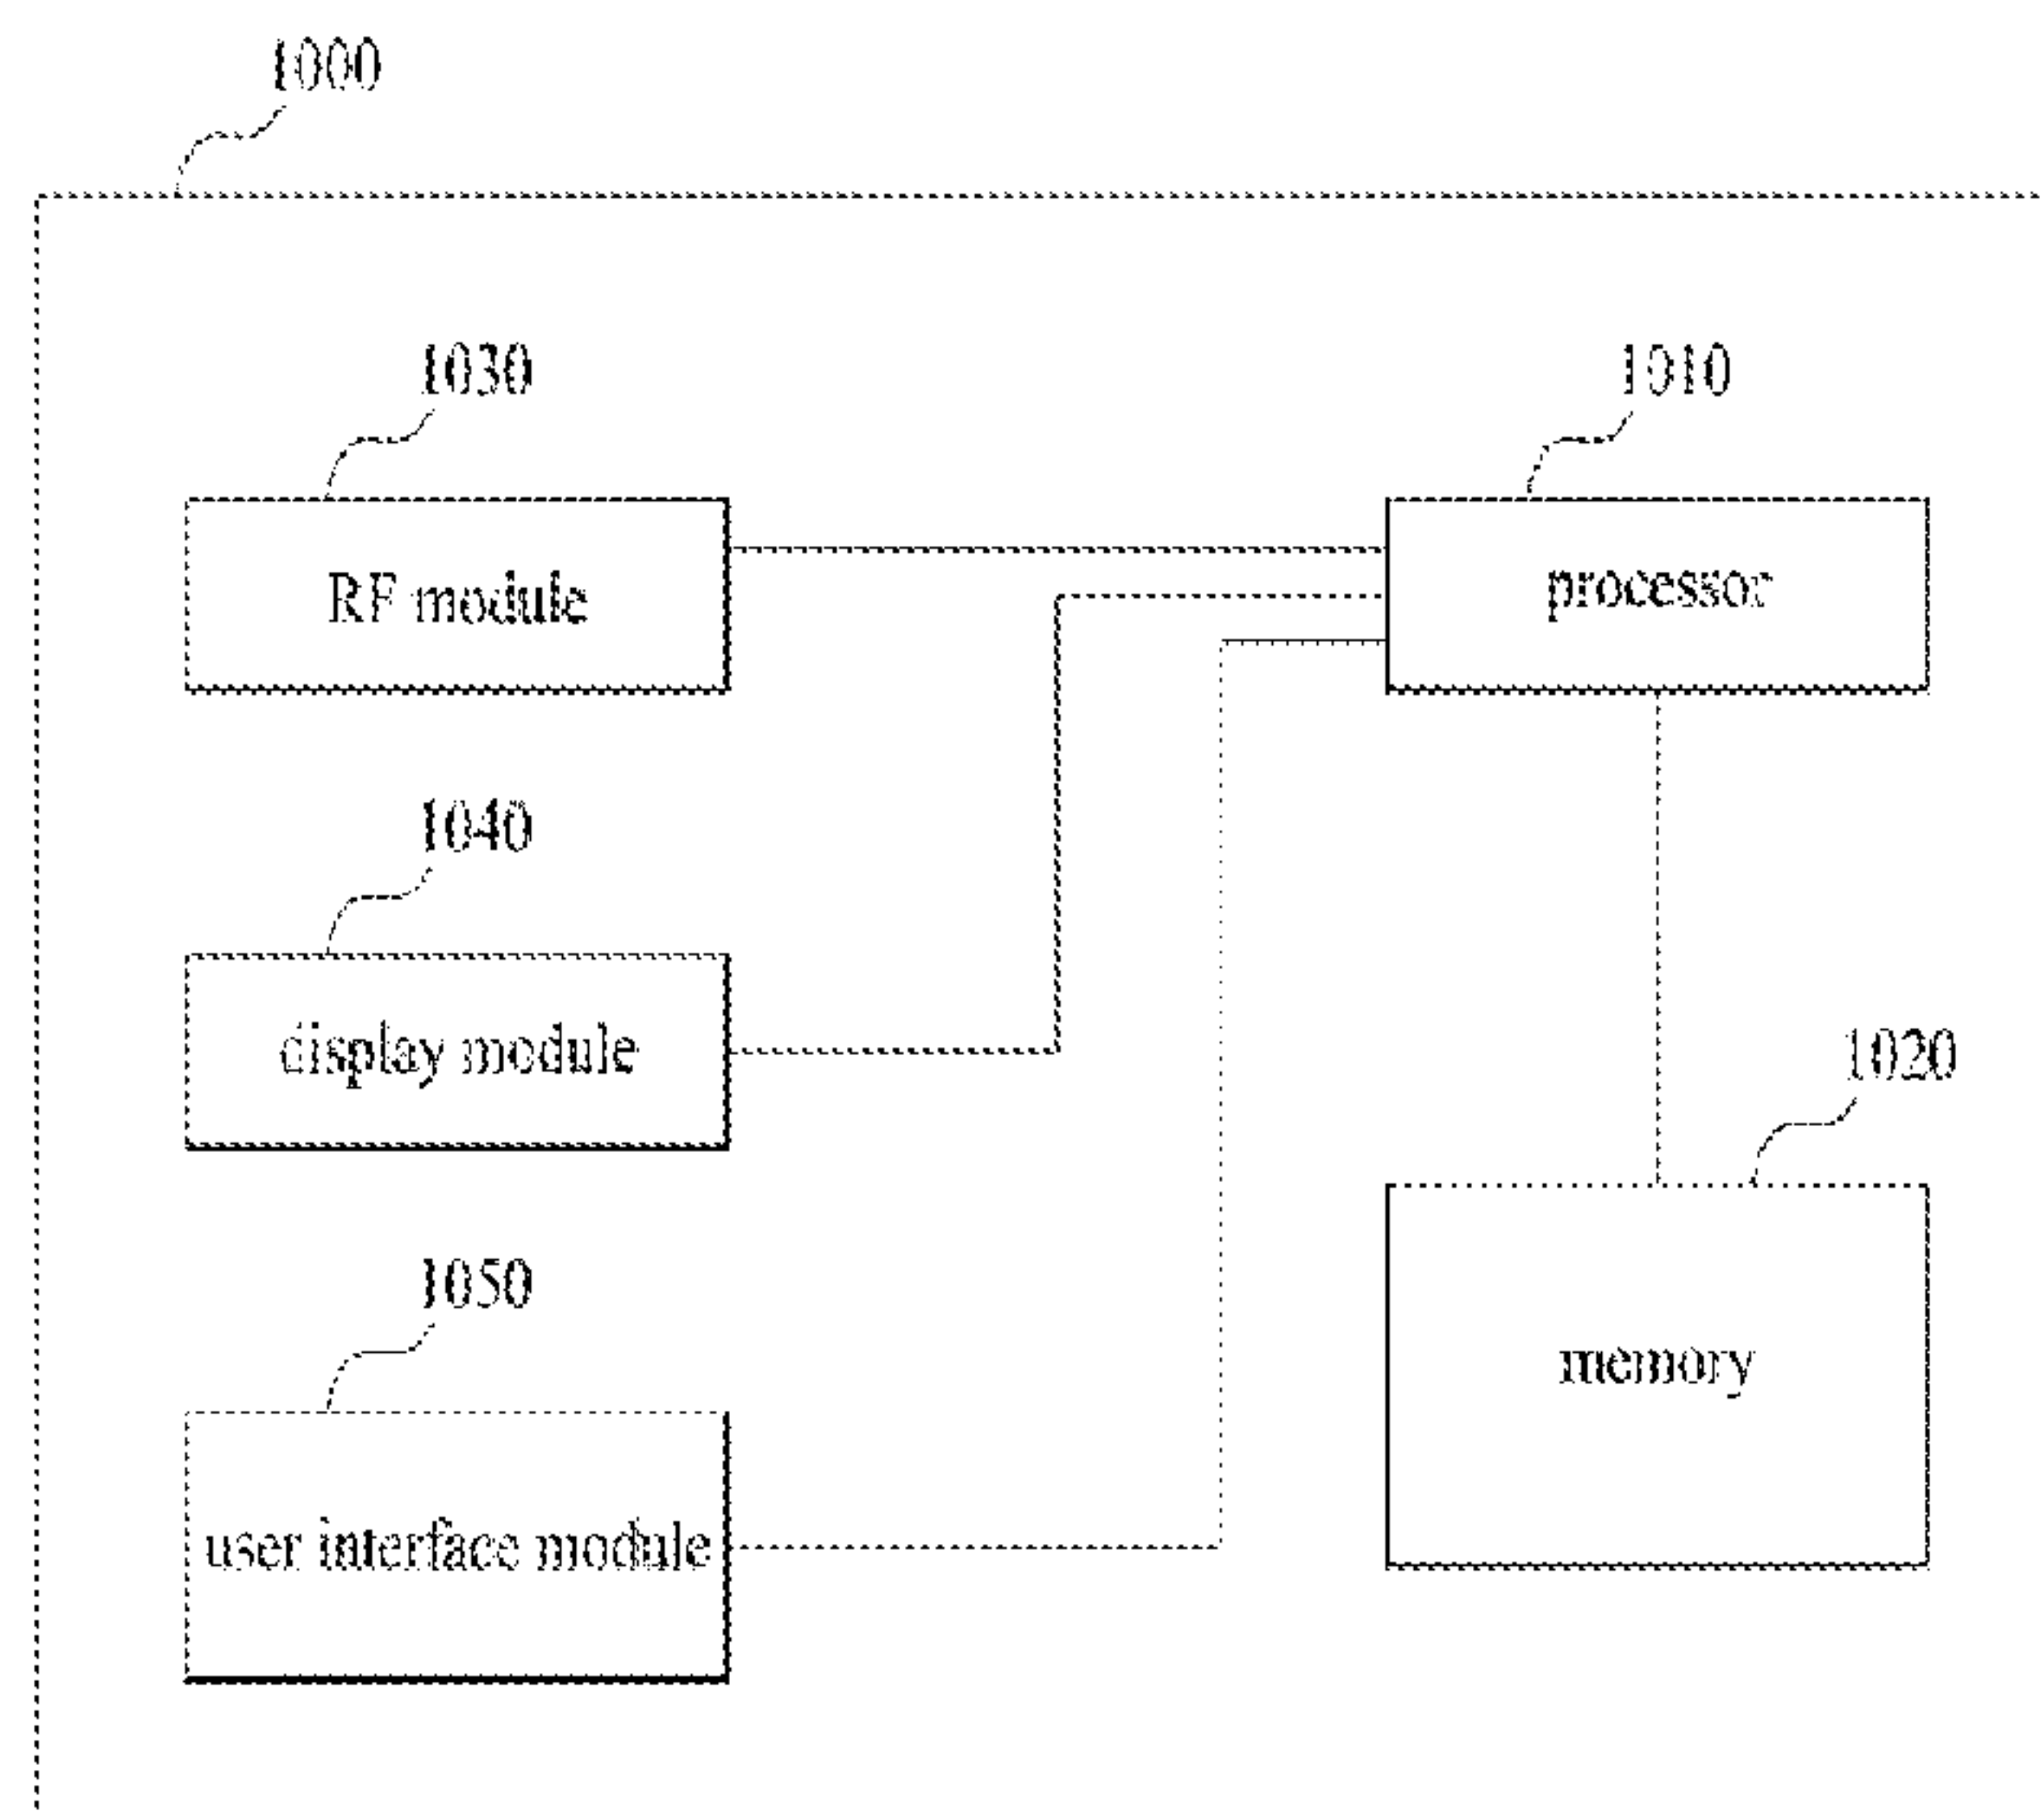 1000
1030
1010
RF module
processor
1040
display module
1020
1050
memory
user interface module